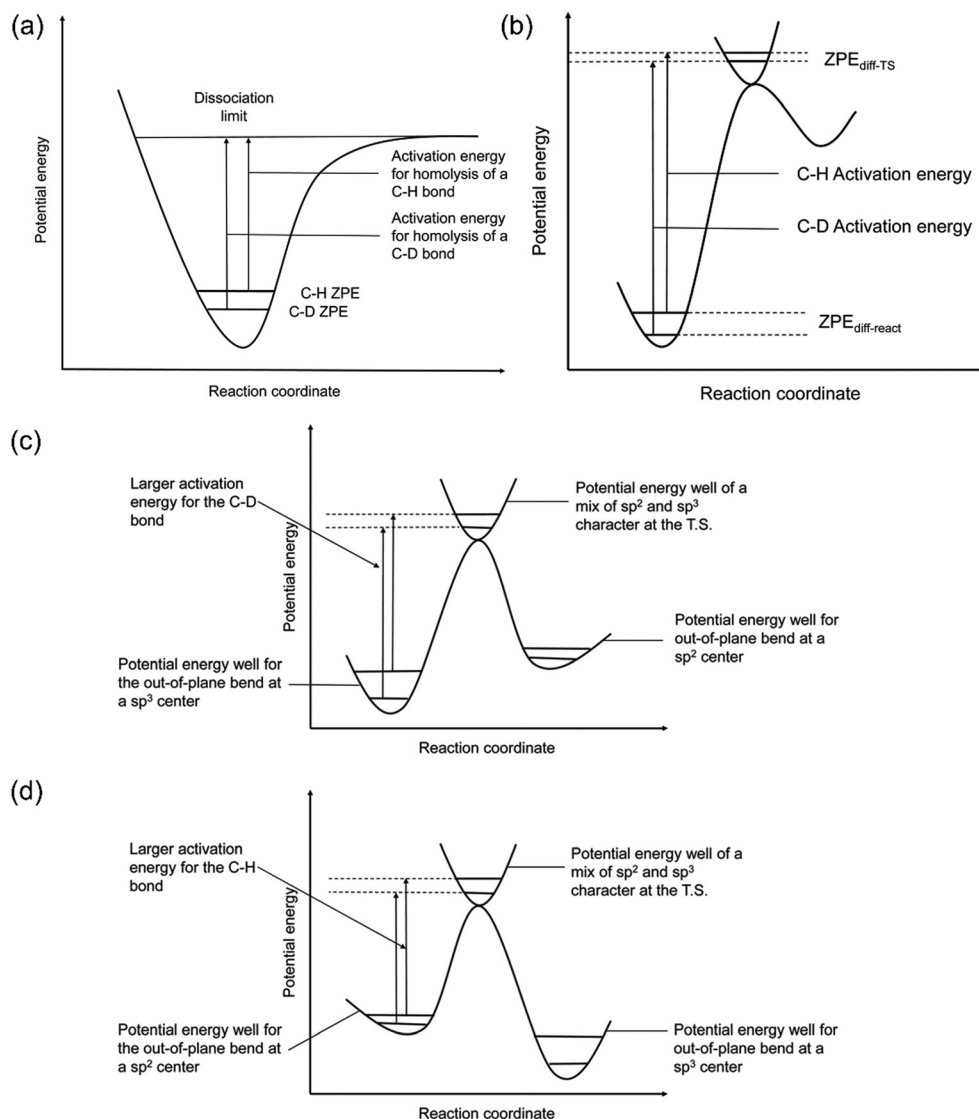 (a)
Potential energy
Dissociation
limit
Activation energy
for homolysis of a
C-H bond
Activation energy
for homolysis of a
C-D bond
C-H ZPE
C-D ZPE
Reaction coordinate
(b)
Potential energy
ZPEdiff-TS
C-H Activation energy
C-D Activation energy
ZPEdiff-react
Reaction coordinate
(c)
Larger activation
energy for the C-D
bond
Potential energy
Potential energy well of a
mix of sp² and sp³
character at the T.S.
Potential energy well for
out-of-plane bend at a
sp² center
Potential energy well for
the out-of-plane bend at
a sp³ center
Reaction coordinate
(d)
Larger activation
energy for the C-H
bond
Potential energy
Potential energy well of a
mix of sp² and sp³
character at the T.S.
Potential energy well for
the out-of-plane bend at
a sp² center
Potential energy well for
out-of-plane bend at a
sp³ center
Reaction coordinate